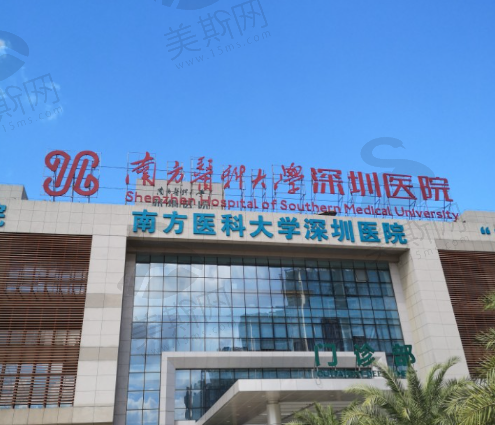 美斯网
南方医科大學深圳医院
Shenzhen Hospital of Southern Medical University
南方医科大学深圳医院
门诊部